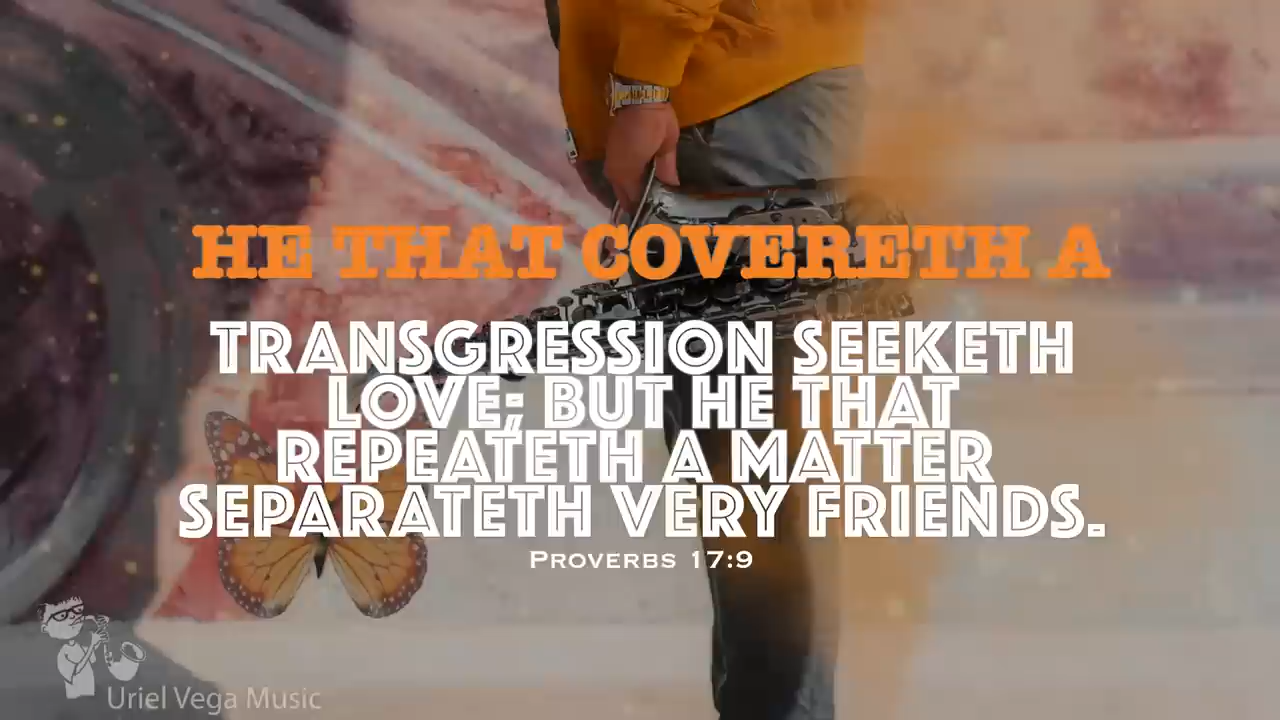 HE THAT COVERETH A
TRANSGRESSION SEEKETH
LOVE; BUT HE THAT
REPEATETH A MATTER
SEPARATETH VERY FRIENDS.
PROVERBS 17:9
Uriel Vega Music